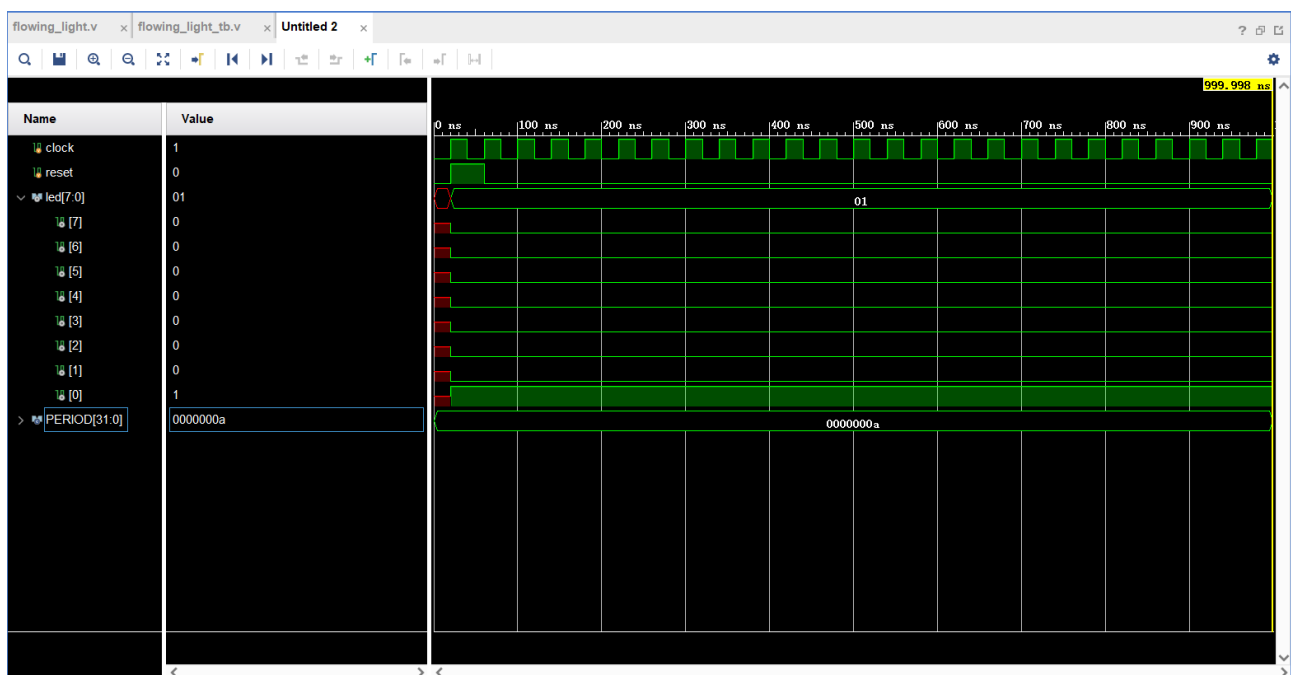 flowing_light.v × flowing_light_tb.v × Untitled 2 ×
?
999.998 ns
Name Value
0 ns 100 ns 200 ns 300 ns 400 ns 500 ns 600 ns 700 ns 800 ns 900 ns
clock 1
reset 0
led[7:0] 01 01
[7] 0
[6] 0
[5] 0
[4] 0
[3] 0
[2] 0
[1] 0
[0] 1
PERIOD[31:0] 0000000a 0000000a